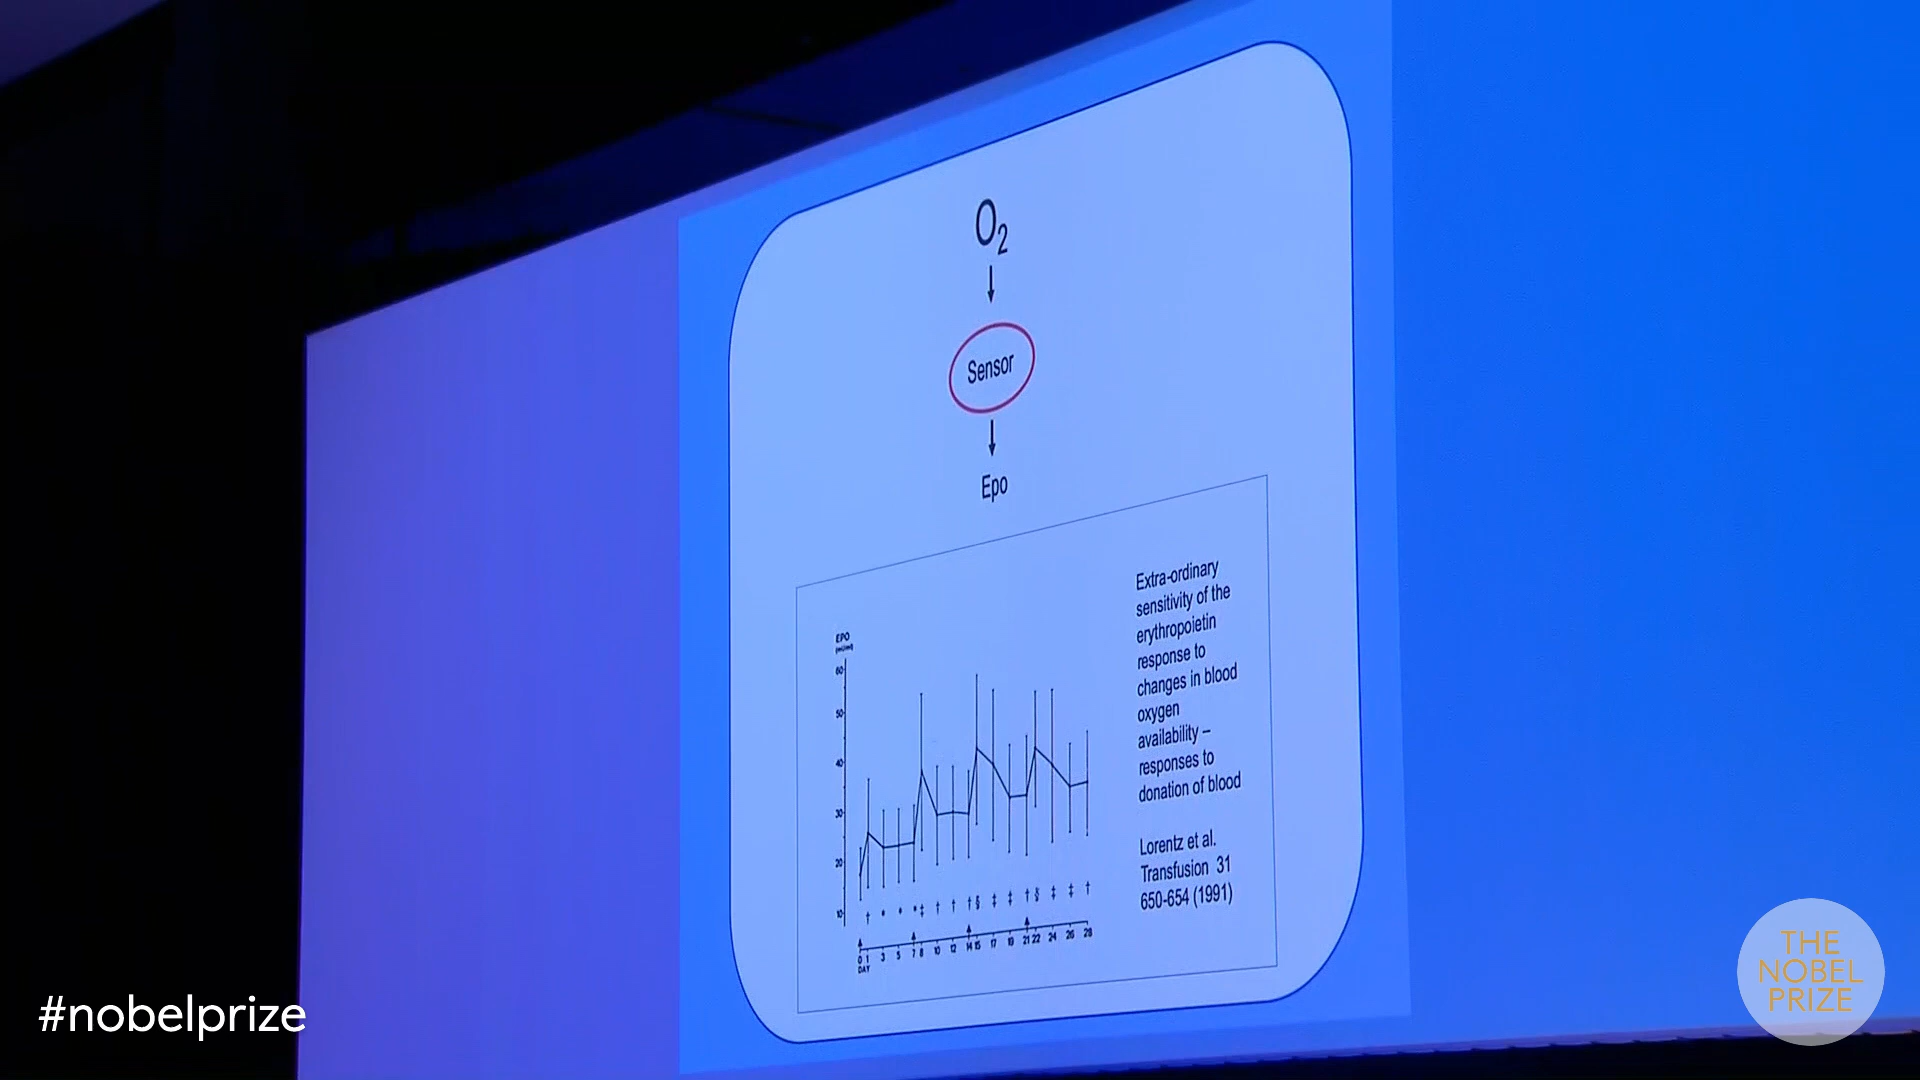 O2
Sensor
Epo
Extra-ordinary
sensitivity of the
erythropoietin
response to
changes in blood
oxygen
availability –
responses to
donation of blood
Lorentz et al.
Transfusion 31
650-654 (1991)
EPO
60
50
40
30
20
10
† * * * ‡ † † † § ‡ ‡ † § ‡ ‡ †
0 1 3 5 7 8 10 12 14 15 17 19 21 22 24 26 28
DAY
#nobelprize
THE
NOBEL
PRIZE